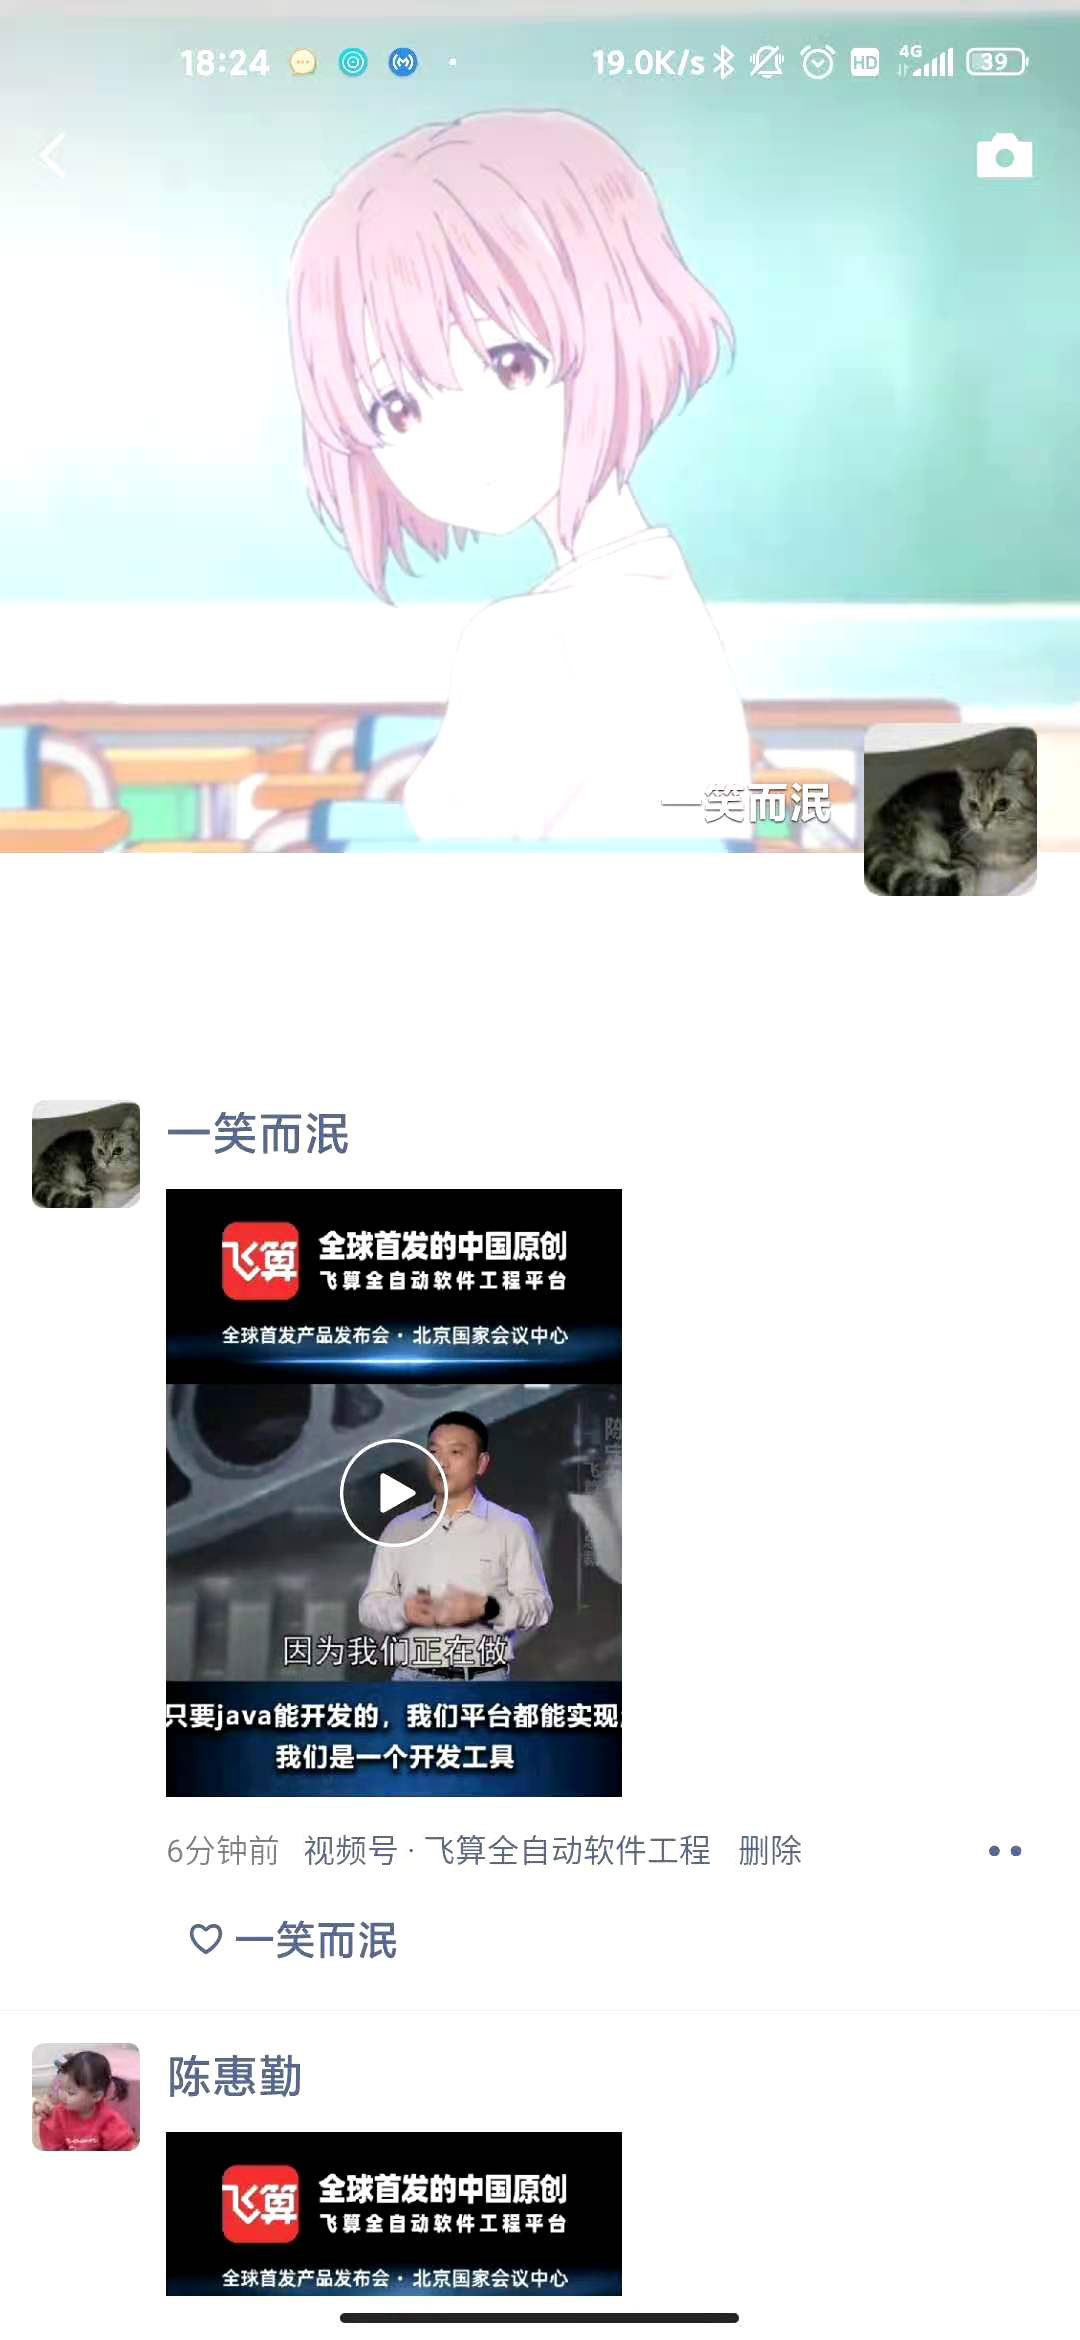 18:24
19.0K/s
HD
4G
39
一笑而泯
一笑而泯
飞算
全球首发的中国原创
飞算全自动软件工程平台
全球首发产品发布会·北京国家会议中心
因为我们正在做
只要java能开发的，我们平台都能实现
我们是一个开发工具
6分钟前 视频号·飞算全自动软件工程 删除
一笑而泯
陈惠勤
飞算
全球首发的中国原创
飞算全自动软件工程平台
全球首发产品发布会·北京国家会议中心